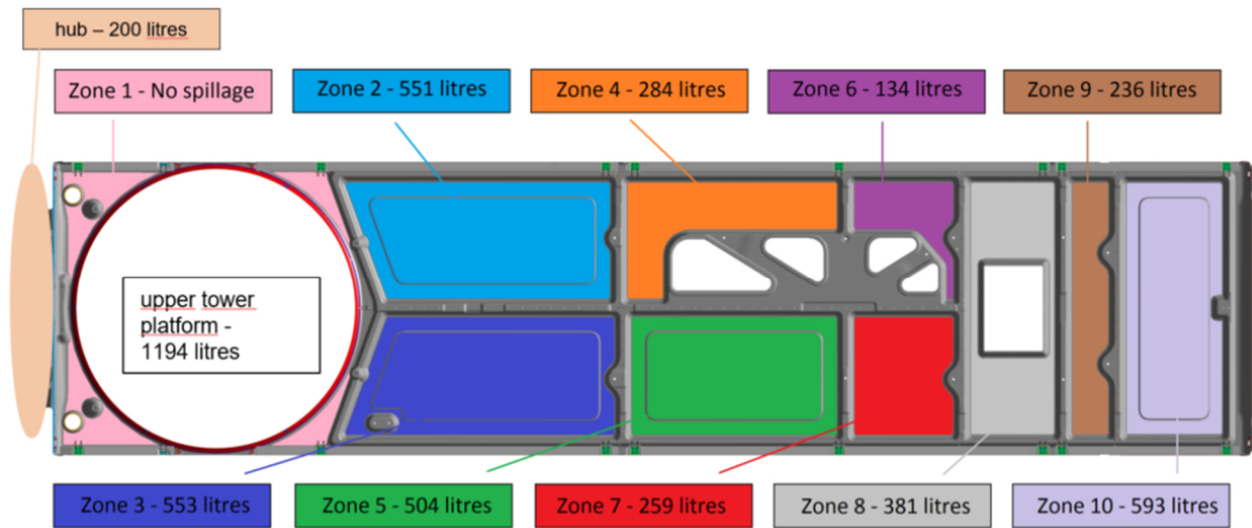 hub – 200 litres
Zone 1 - No spillage
Zone 2 - 551 litres
Zone 4 - 284 litres
Zone 6 - 134 litres
Zone 9 - 236 litres
upper tower
platform -
1194 litres
Zone 3 - 553 litres
Zone 5 - 504 litres
Zone 7 - 259 litres
Zone 8 - 381 litres
Zone 10 - 593 litres